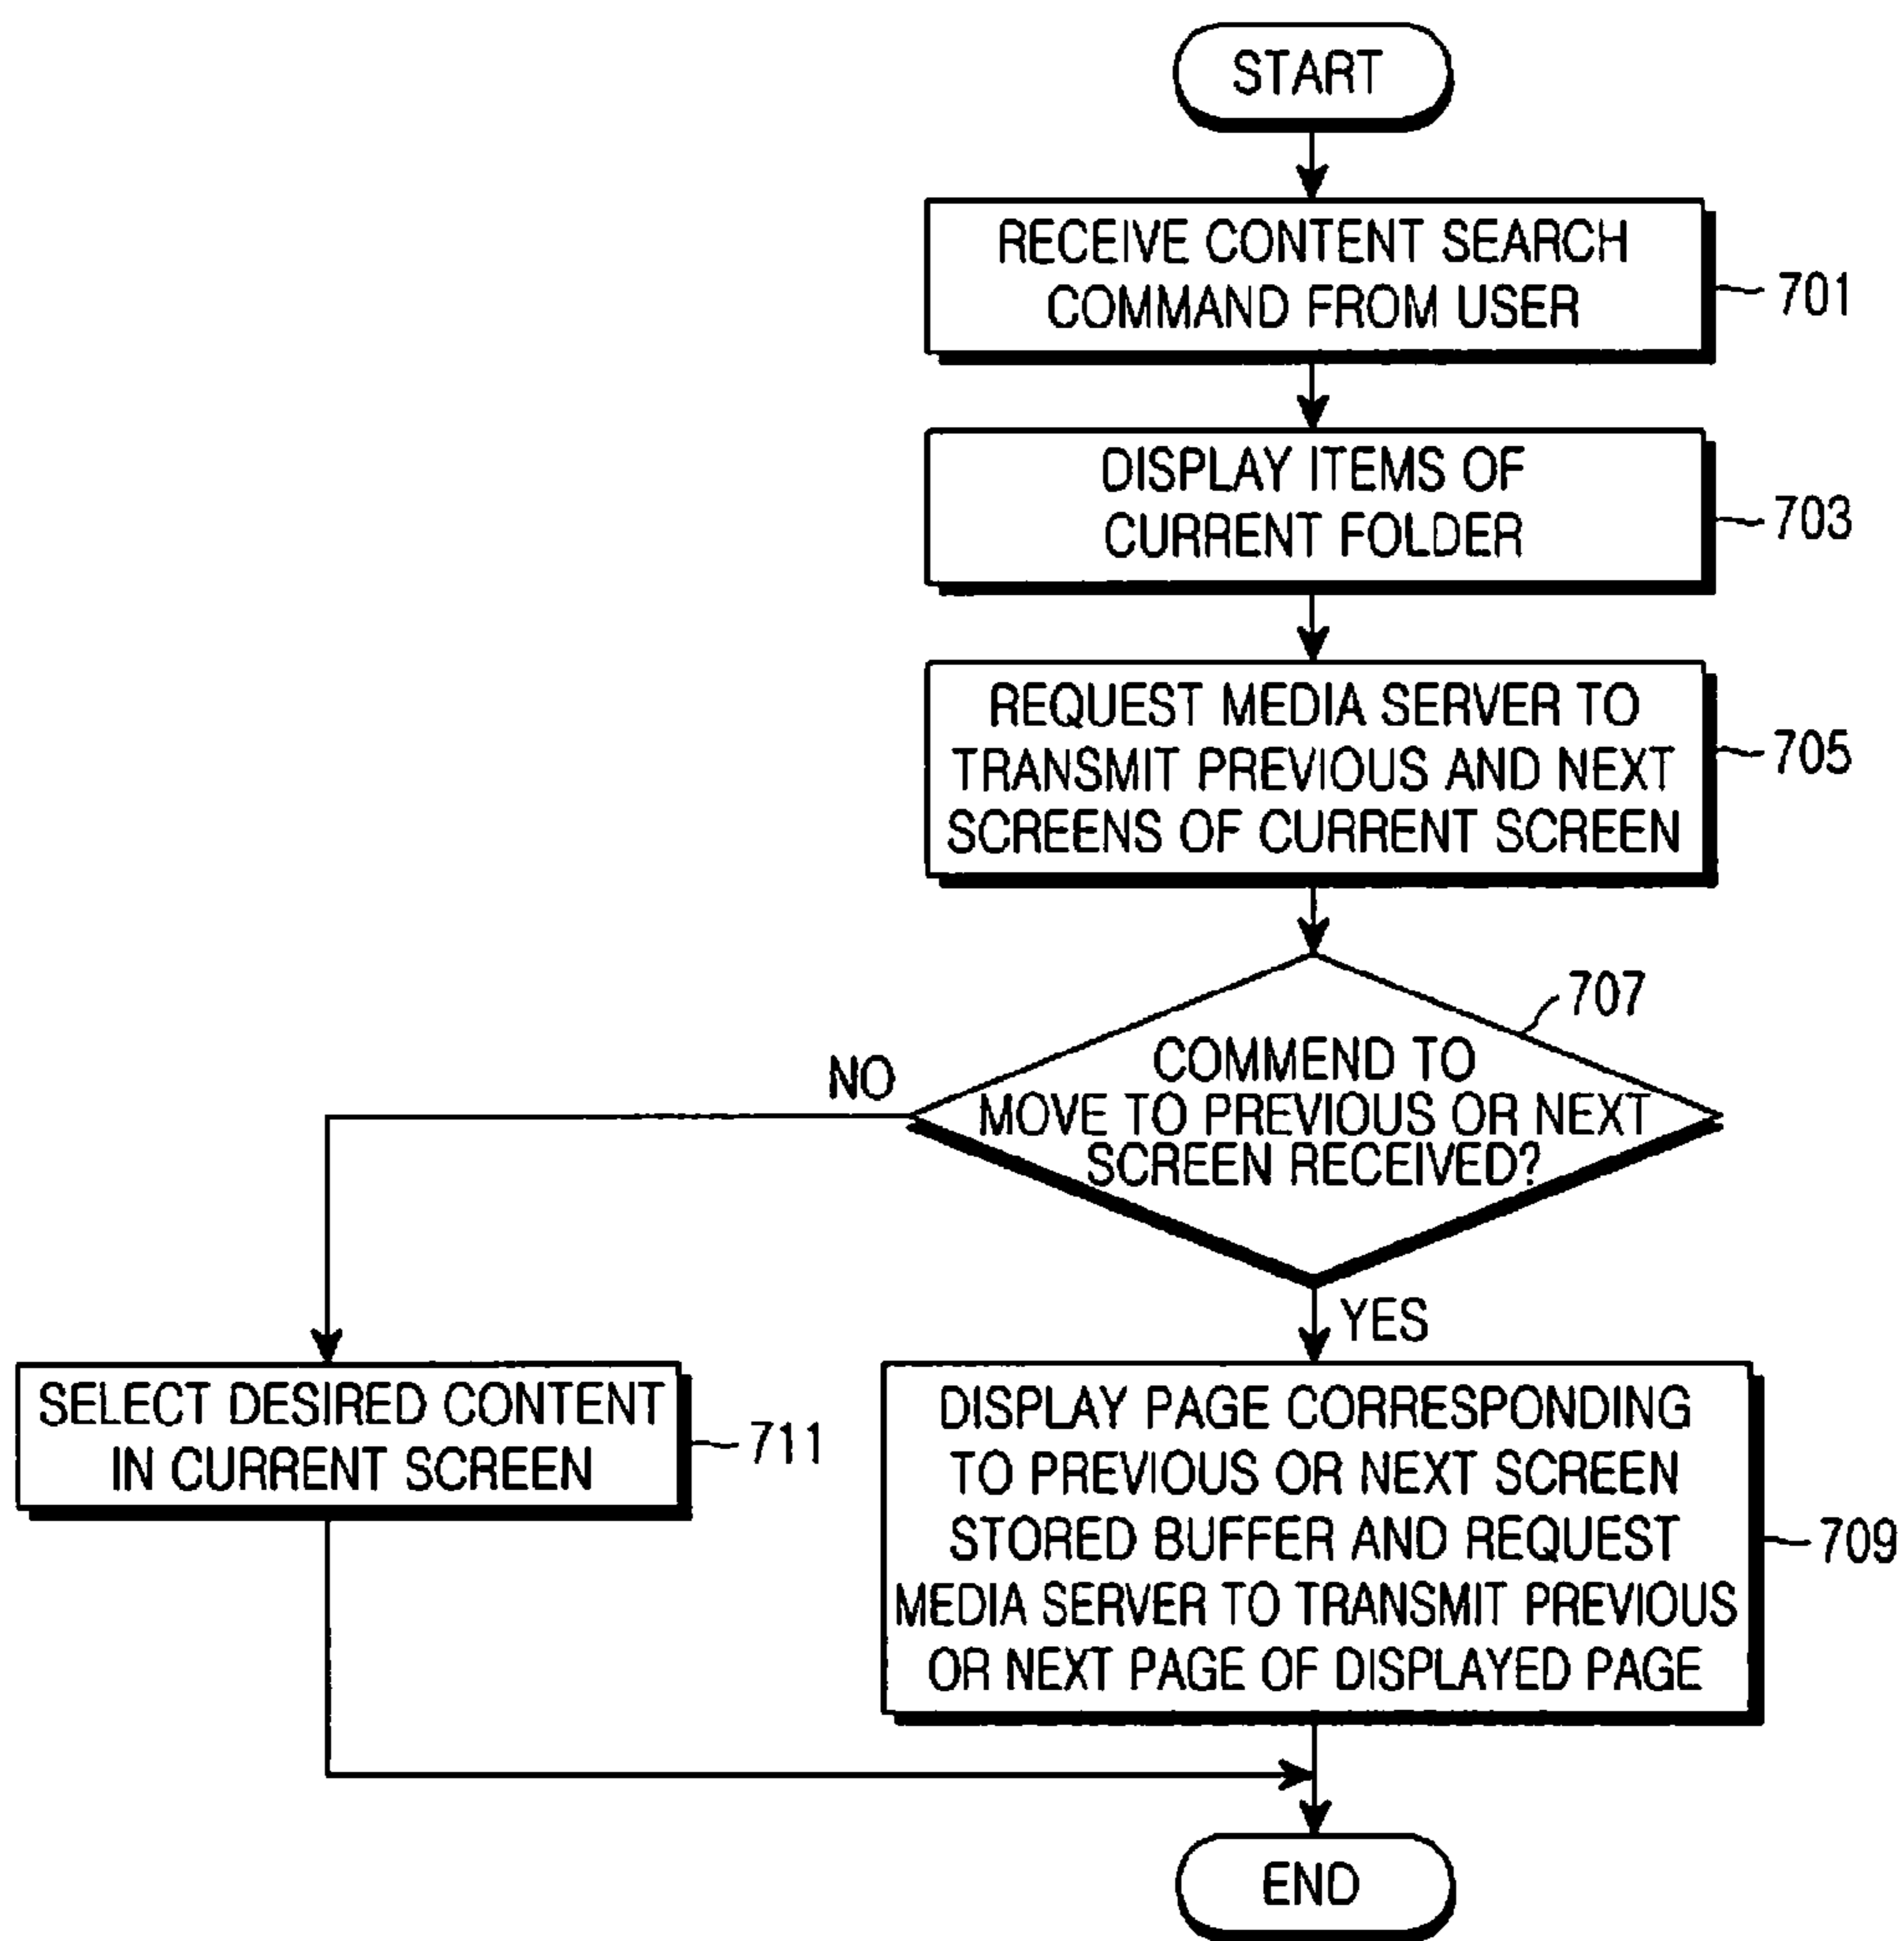 START
RECEIVE CONTENT SEARCH
COMMAND FROM USER
701
DISPLAY ITEMS OF
CURRENT FOLDER
703
REQUEST MEDIA SERVER TO
TRANSMIT PREVIOUS AND NEXT
SCREENS OF CURRENT SCREEN
705
707
COMMEND TO
MOVE TO PREVIOUS OR NEXT
SCREEN RECEIVED?
NO
YES
SELECT DESIRED CONTENT
IN CURRENT SCREEN
711
DISPLAY PAGE CORRESPONDING
TO PREVIOUS OR NEXT SCREEN
STORED BUFFER AND REQUEST
MEDIA SERVER TO TRANSMIT PREVIOUS
OR NEXT PAGE OF DISPLAYED PAGE
709
END